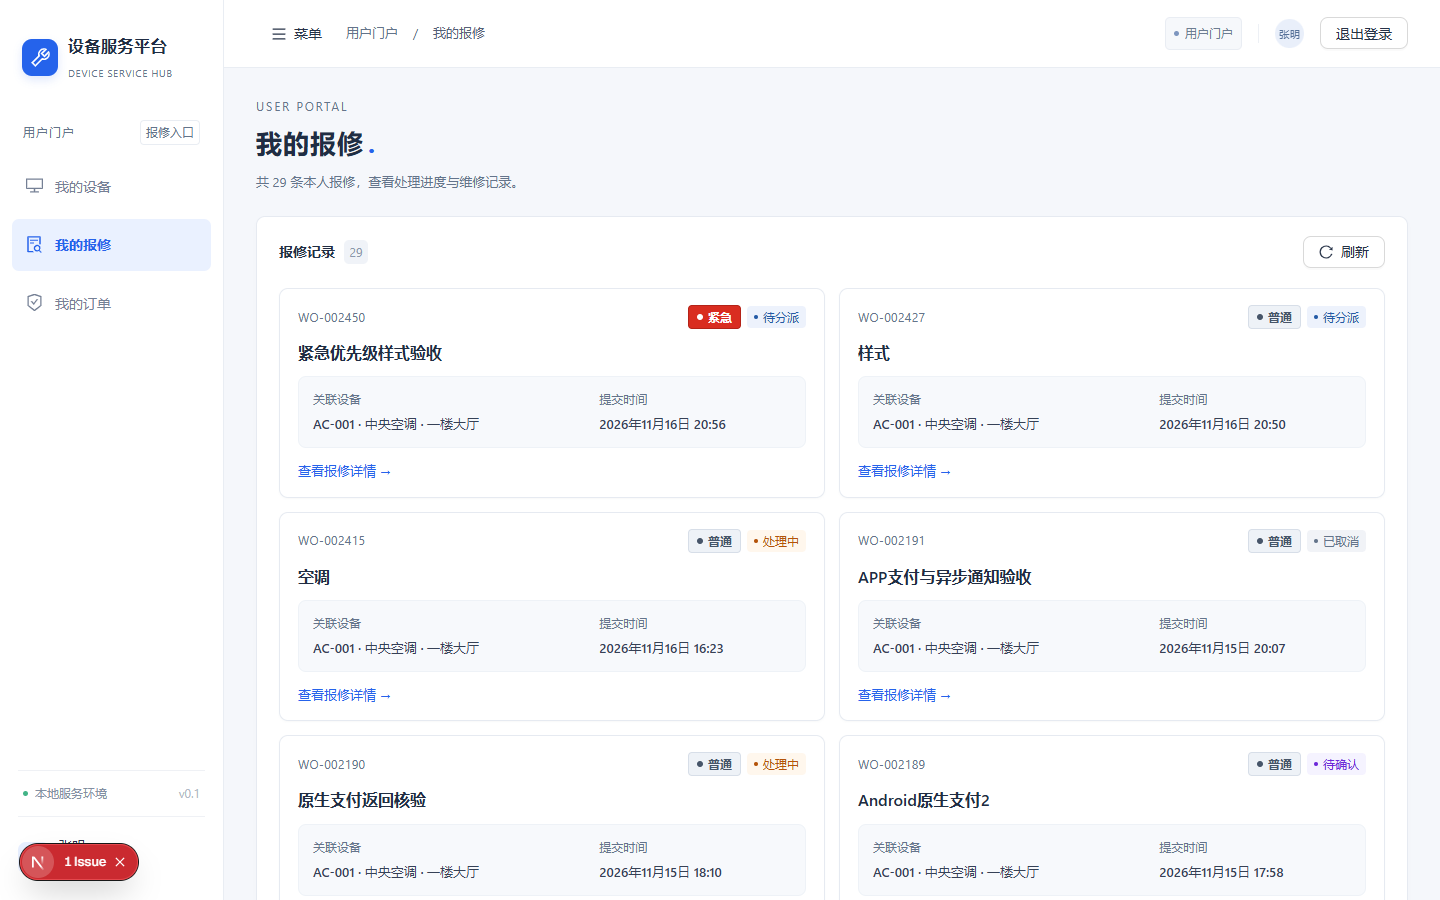 设备服务平台
DEVICE SERVICE HUB
用户门户
报修入口
我的设备
我的报修
我的订单
本地服务环境
v0.1
1 Issue
菜单
用户门户 / 我的报修
用户门户
张明
退出登录
USER PORTAL
我的报修.
共 29 条本人报修，查看处理进度与维修记录。
报修记录 29
刷新
WO-002450
紧急
待分派
紧急优先级样式验收
关联设备
提交时间
AC-001 · 中央空调 · 一楼大厅
2026年11月16日 20:56
查看报修详情 →
WO-002427
普通
待分派
样式
关联设备
提交时间
AC-001 · 中央空调 · 一楼大厅
2026年11月16日 20:50
查看报修详情 →
WO-002415
普通
处理中
空调
关联设备
提交时间
AC-001 · 中央空调 · 一楼大厅
2026年11月16日 16:23
查看报修详情 →
WO-002191
普通
已取消
APP支付与异步通知验收
关联设备
提交时间
AC-001 · 中央空调 · 一楼大厅
2026年11月15日 20:07
查看报修详情 →
WO-002190
普通
处理中
原生支付返回核验
关联设备
提交时间
AC-001 · 中央空调 · 一楼大厅
2026年11月15日 18:10
WO-002189
普通
待确认
Android原生支付2
关联设备
提交时间
AC-001 · 中央空调 · 一楼大厅
2026年11月15日 17:58